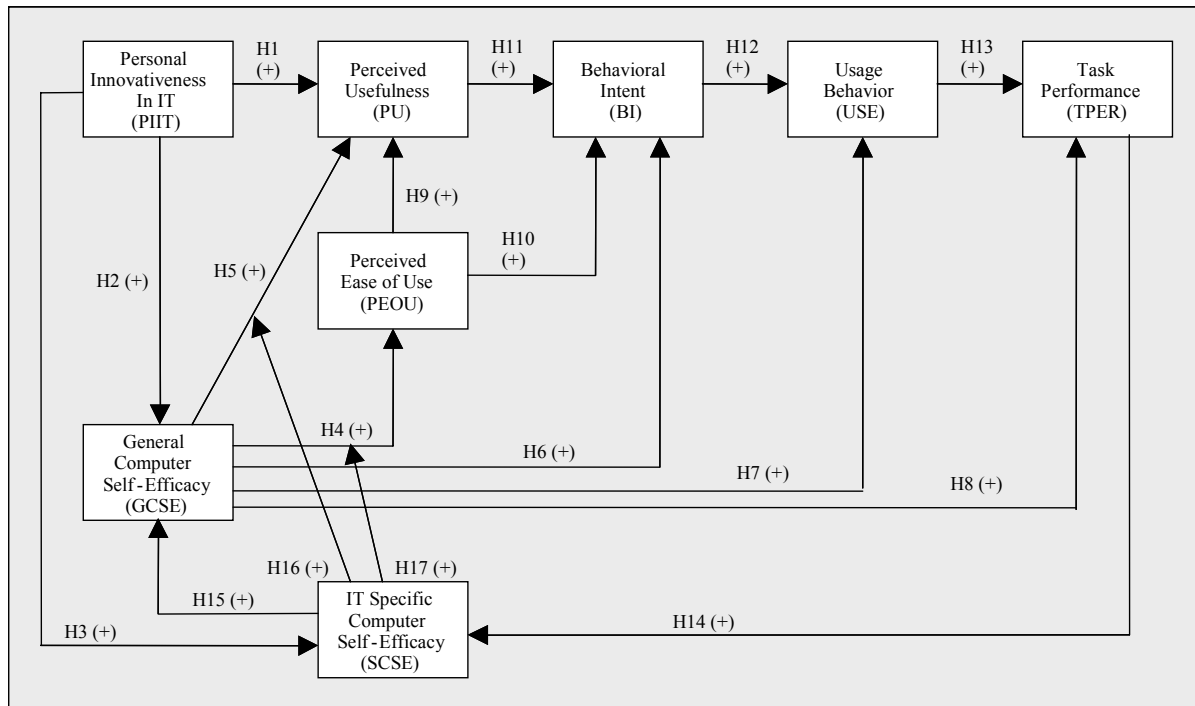 Personal
Innovativeness
In IT
(PIIT)
H1
(+)
Perceived
Usefulness
(PU)
H11
(+)
Behavioral
Intent
(BI)
H12
(+)
Usage
Behavior
(USE)
H13
(+)
Task
Performance
(TPER)
H9 (+)
H2 (+)
H5 (+)
Perceived
Ease of Use
(PEOU)
H10
(+)
General
Computer
Self-Efficacy
(GCSE)
H4 (+)
H6 (+)
H7 (+)
H8 (+)
H16 (+)
H17 (+)
H15 (+)
H3 (+)
IT Specific
Computer
Self-Efficacy
(SCSE)
H14 (+)